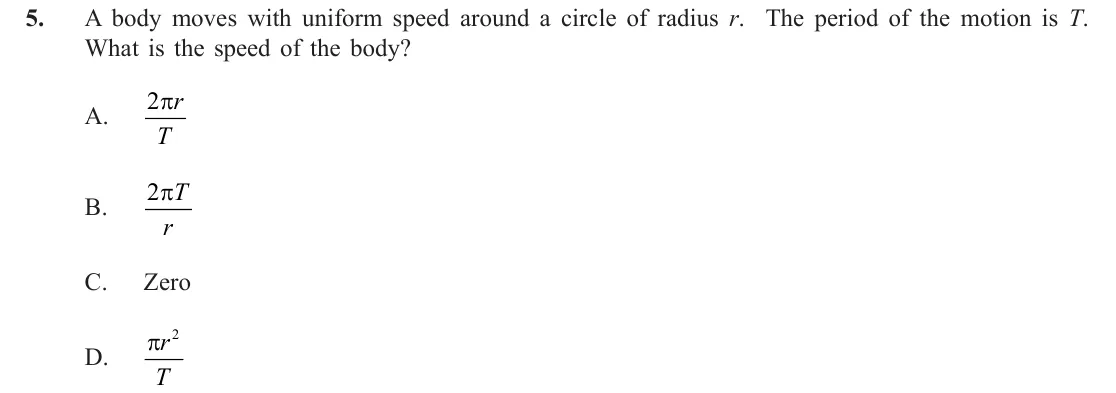 5. A body moves with uniform speed around a circle of radius r. The period of the motion is T.
What is the speed of the body?
A. 2πr
T
B. 2πT
r
C. Zero
D. πr²
T